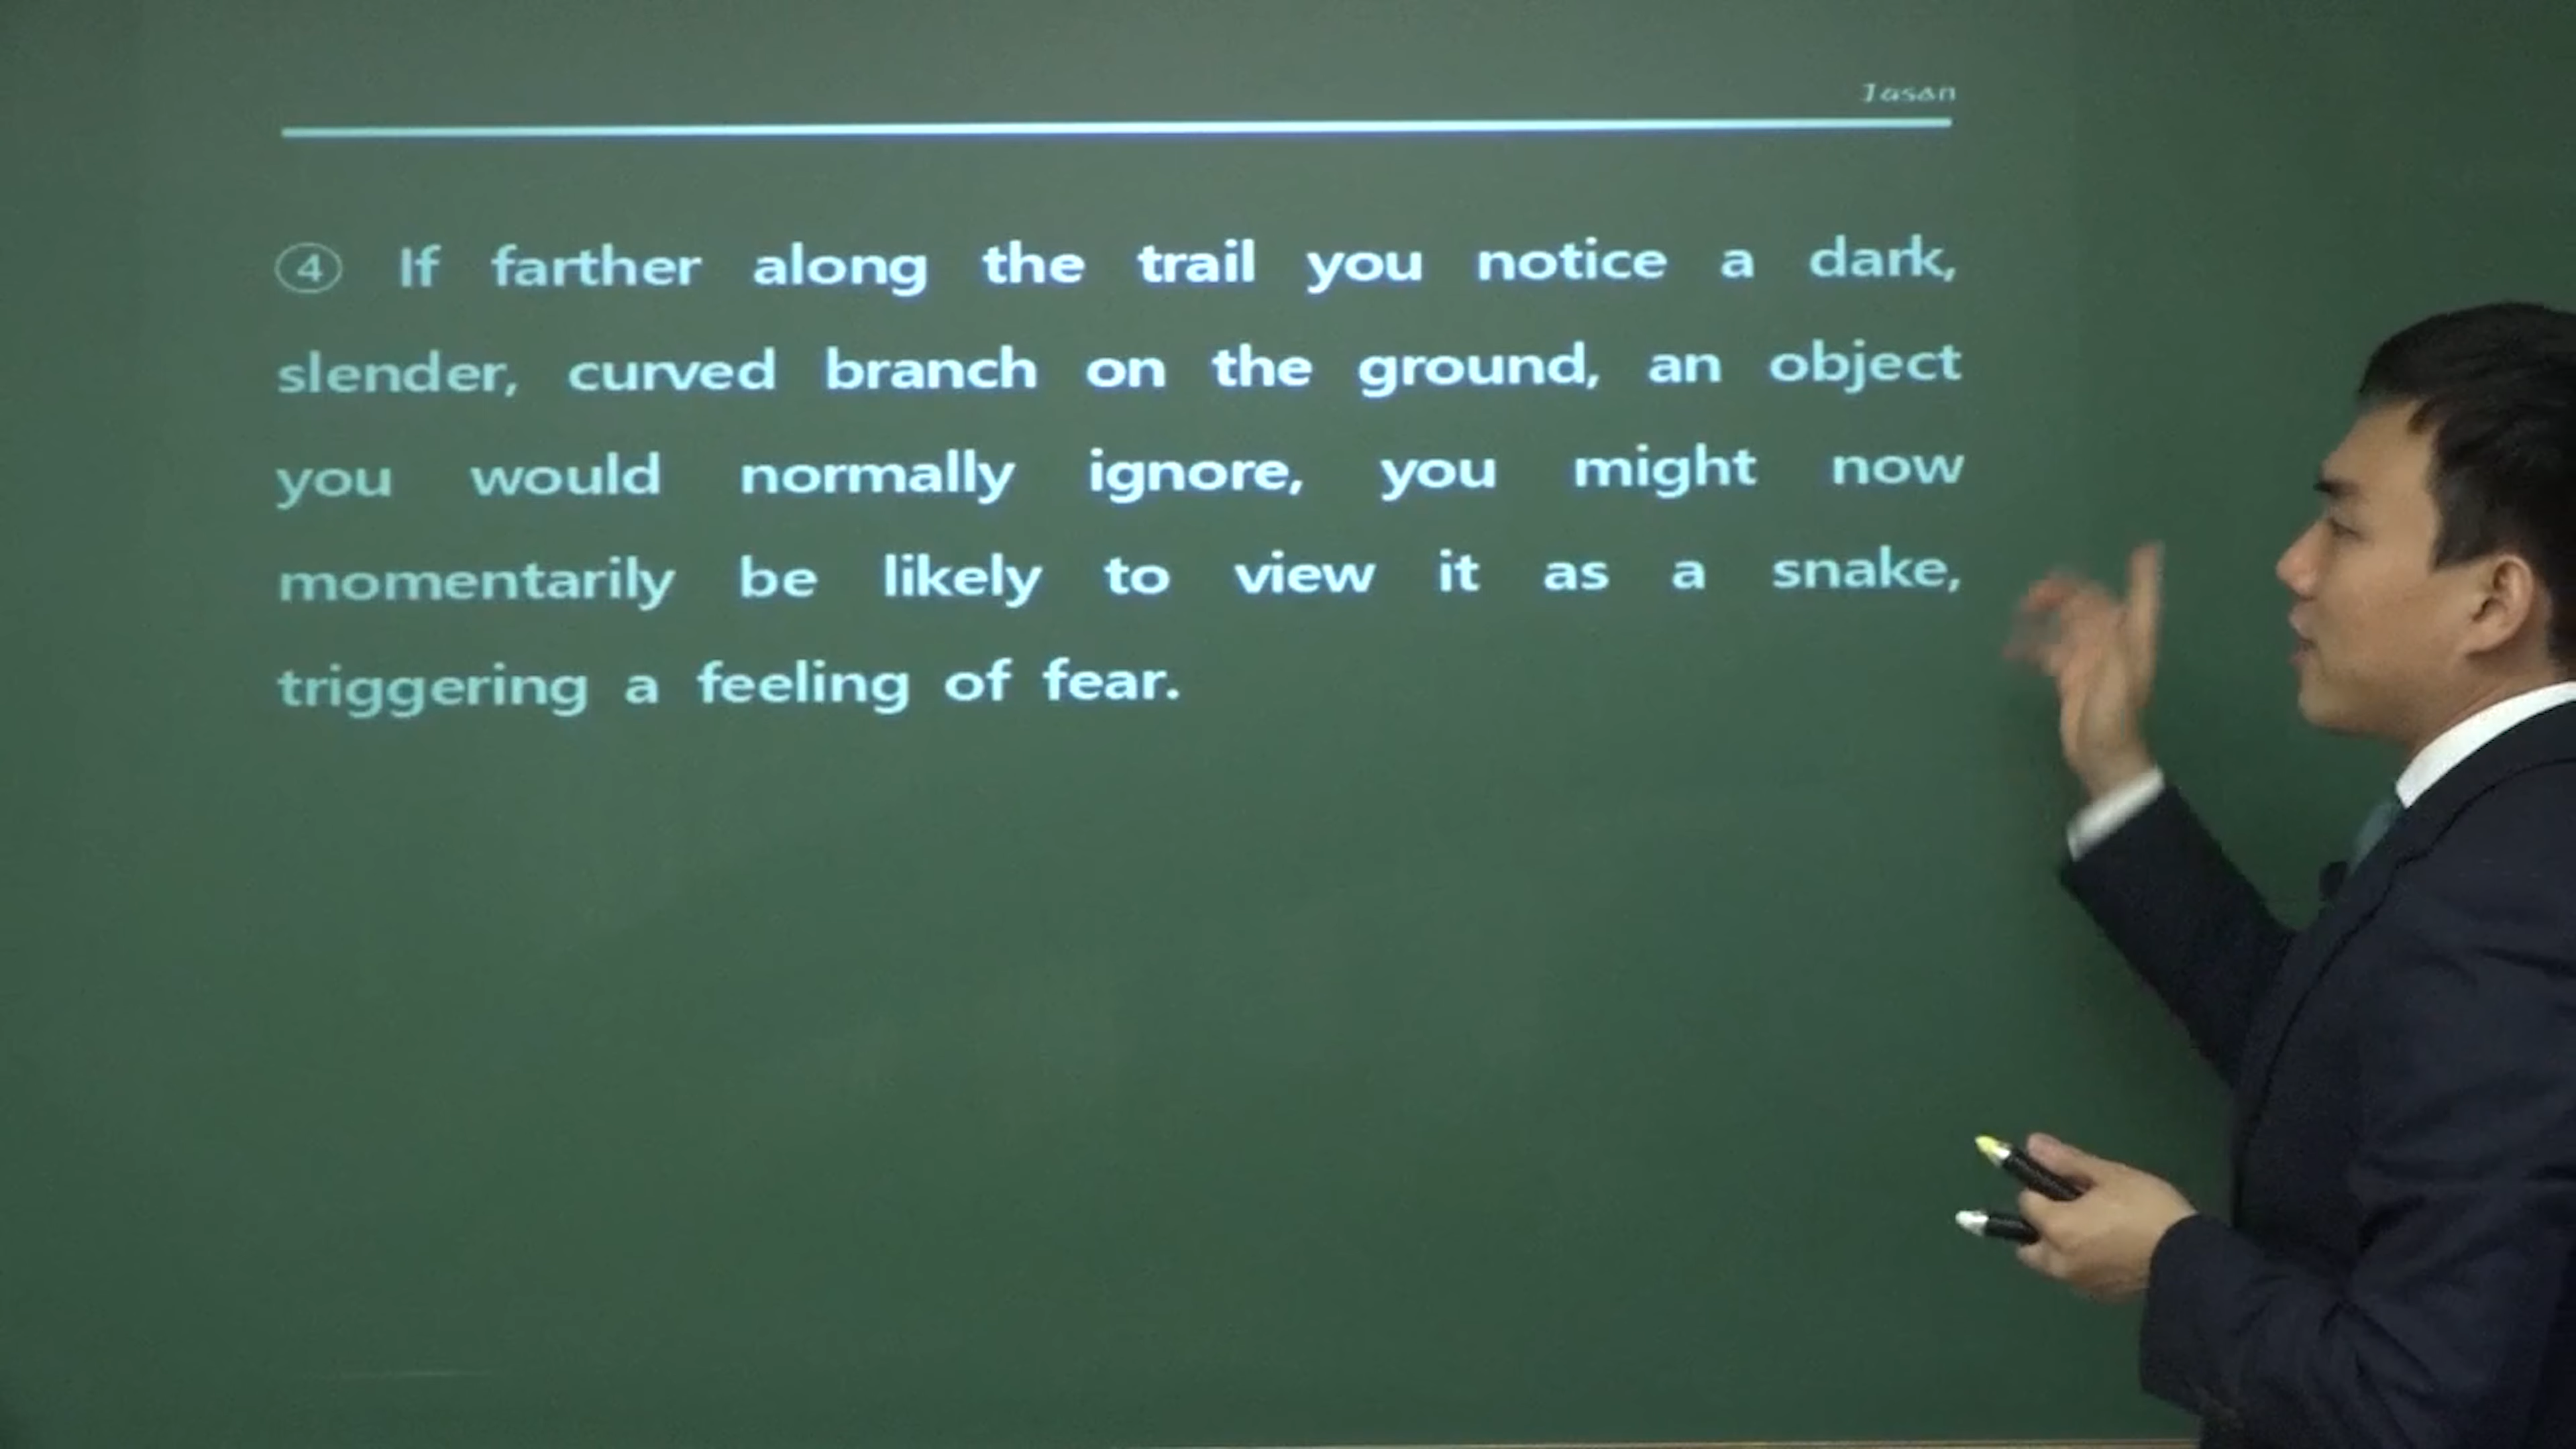 Jasan
④ If farther along the trail you notice a dark,
slender, curved branch on the ground, an object
you would normally ignore, you might now
momentarily be likely to view it as a snake,
triggering a feeling of fear.